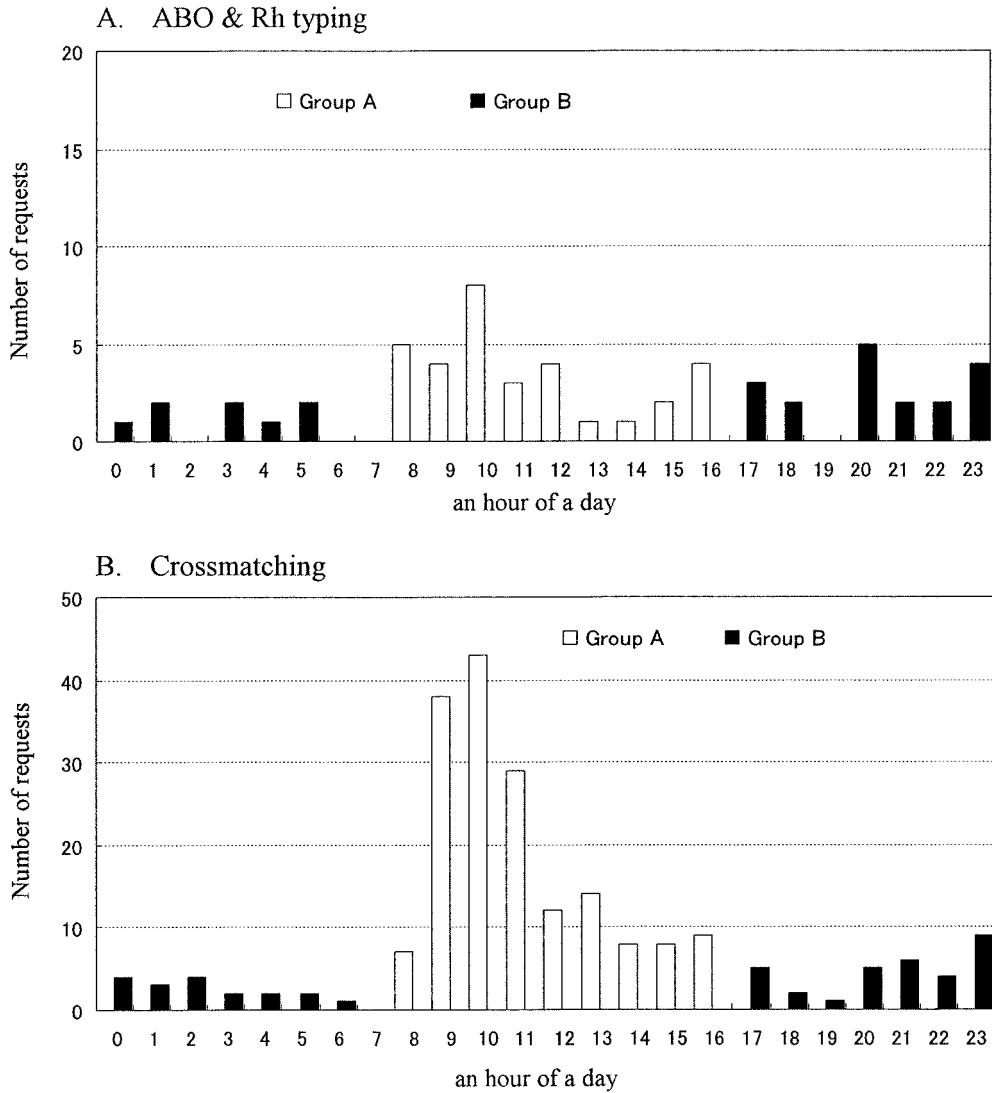 A. ABO & Rh typing
20
Group A Group B
15
10
5
0
Number of requests
0 1 2 3 4 5 6 7 8 9 10 11 12 13 14 15 16 17 18 19 20 21 22 23
an hour of a day
B. Crossmatching
50
Group A Group B
40
30
20
10
0
Number of requests
0 1 2 3 4 5 6 7 8 9 10 11 12 13 14 15 16 17 18 19 20 21 22 23
an hour of a day